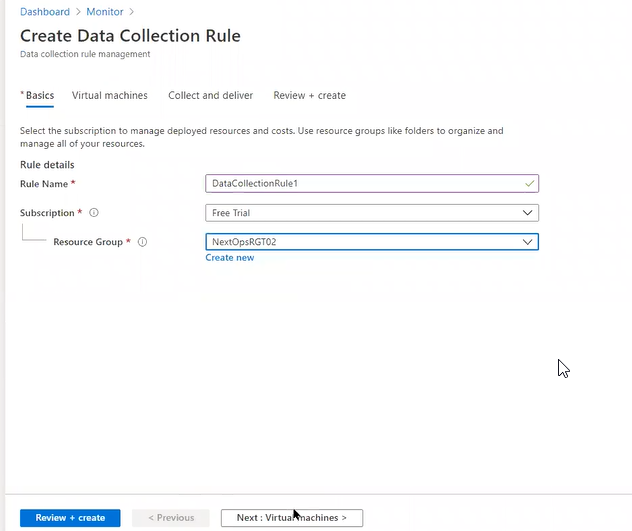 Dashboard > Monitor >
Create Data Collection Rule
Data collection rule management
* Basics Virtual machines Collect and deliver Review + create
Select the subscription to manage deployed resources and costs. Use resource groups like folders to organize and
manage all of your resources.
Rule details
Rule Name * DataCollectionRule1
Subscription * Free Trial
Resource Group * NextOpsRGT02
Create new
Review + create < Previous Next : Virtual machines >